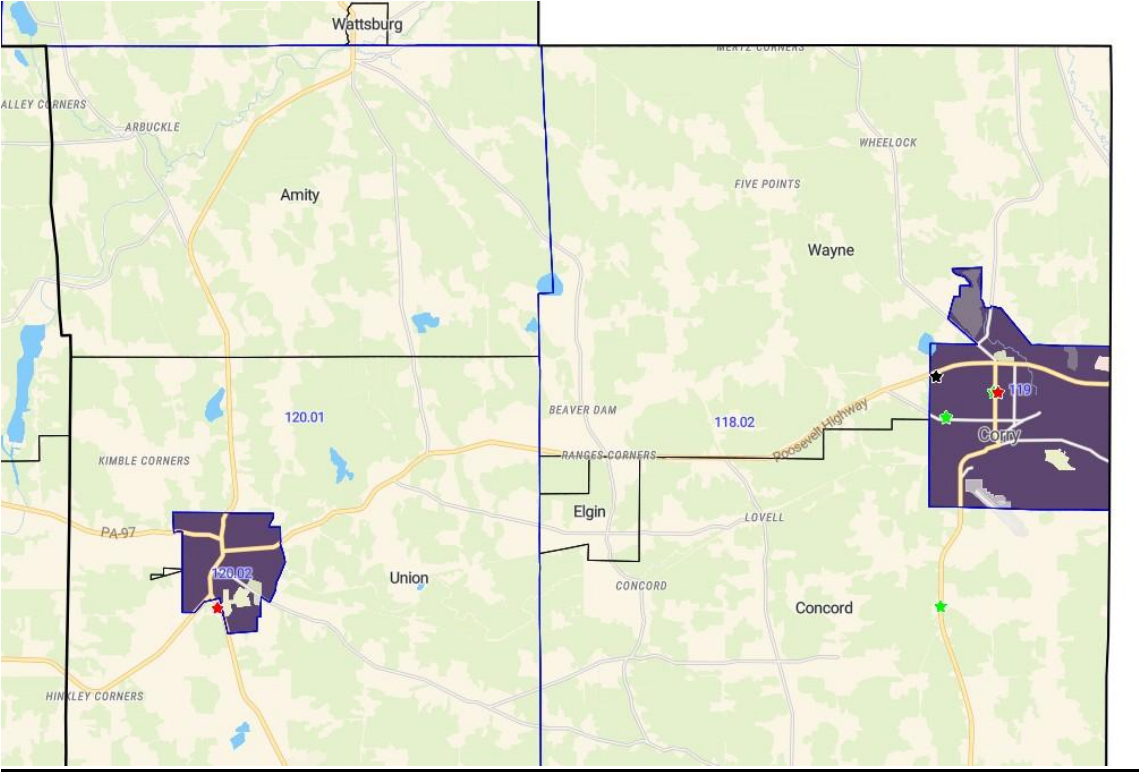 Wattsburg
MERTZ CORNERS
ALLEY CORNERS
ARBUCKLE
WHEELOCK
FIVE POINTS
Amity
Wayne
119
BEAVER DAM
120.01
118.02
Roosevelt Highway
Corry
KIMBLE CORNERS
RANGES CORNERS
Elgin
LOVELL
PA-97
120.02
Union
CONCORD
Concord
HINKLEY CORNERS